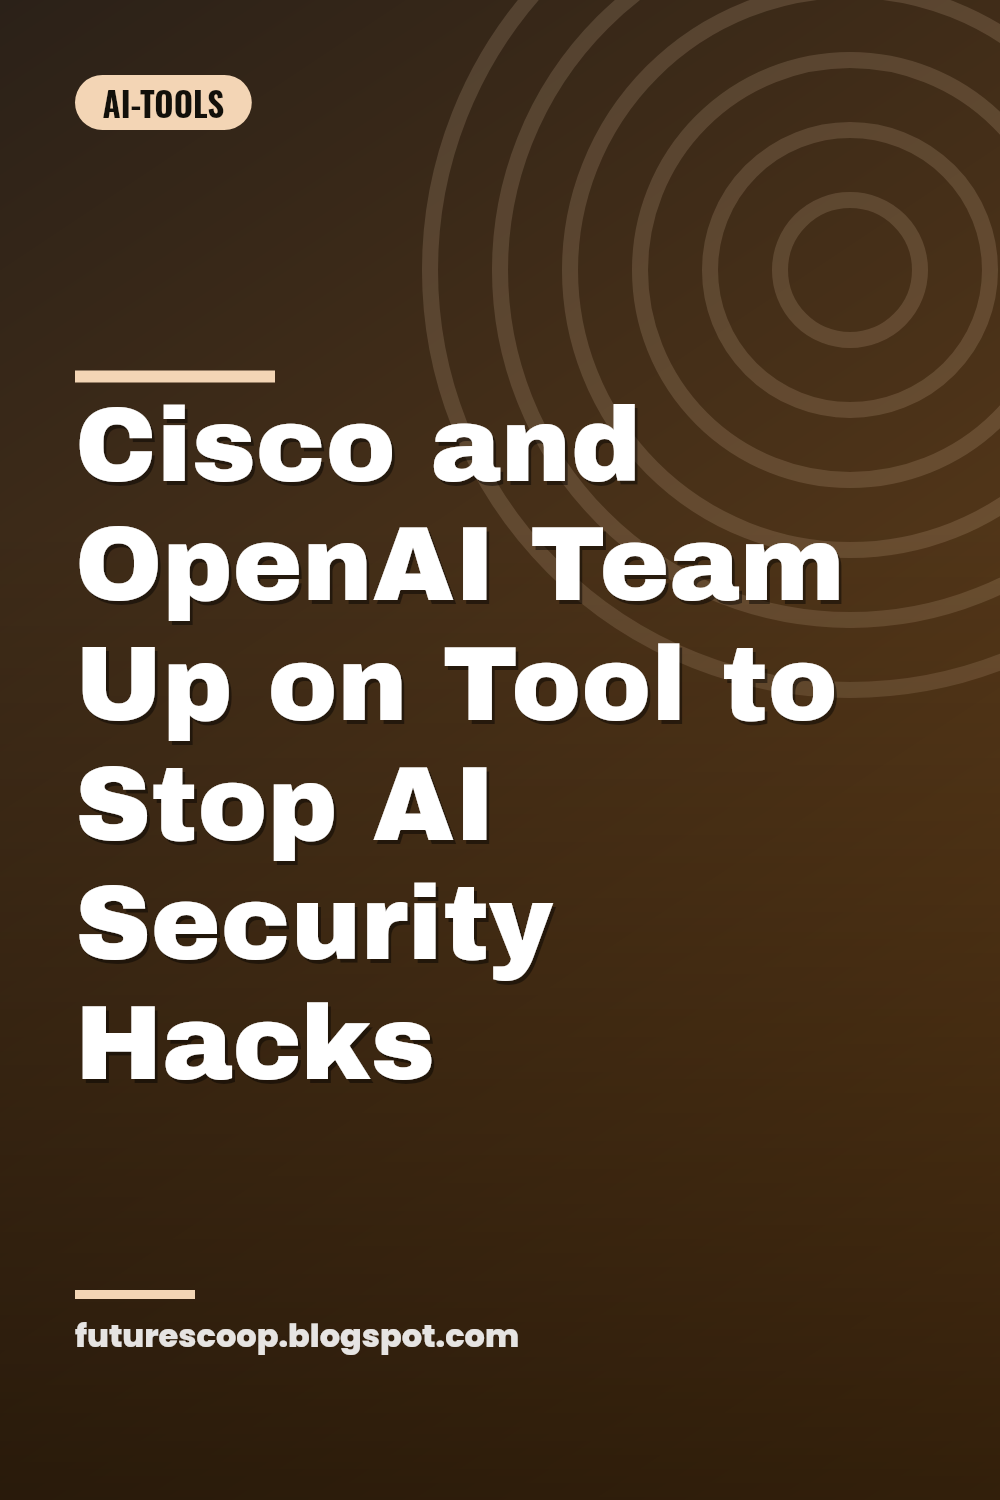 AI-TOOLS
Cisco and
OpenAI Team
Up on Tool to
Stop AI
Security
Hacks
futurescoop.blogspot.com